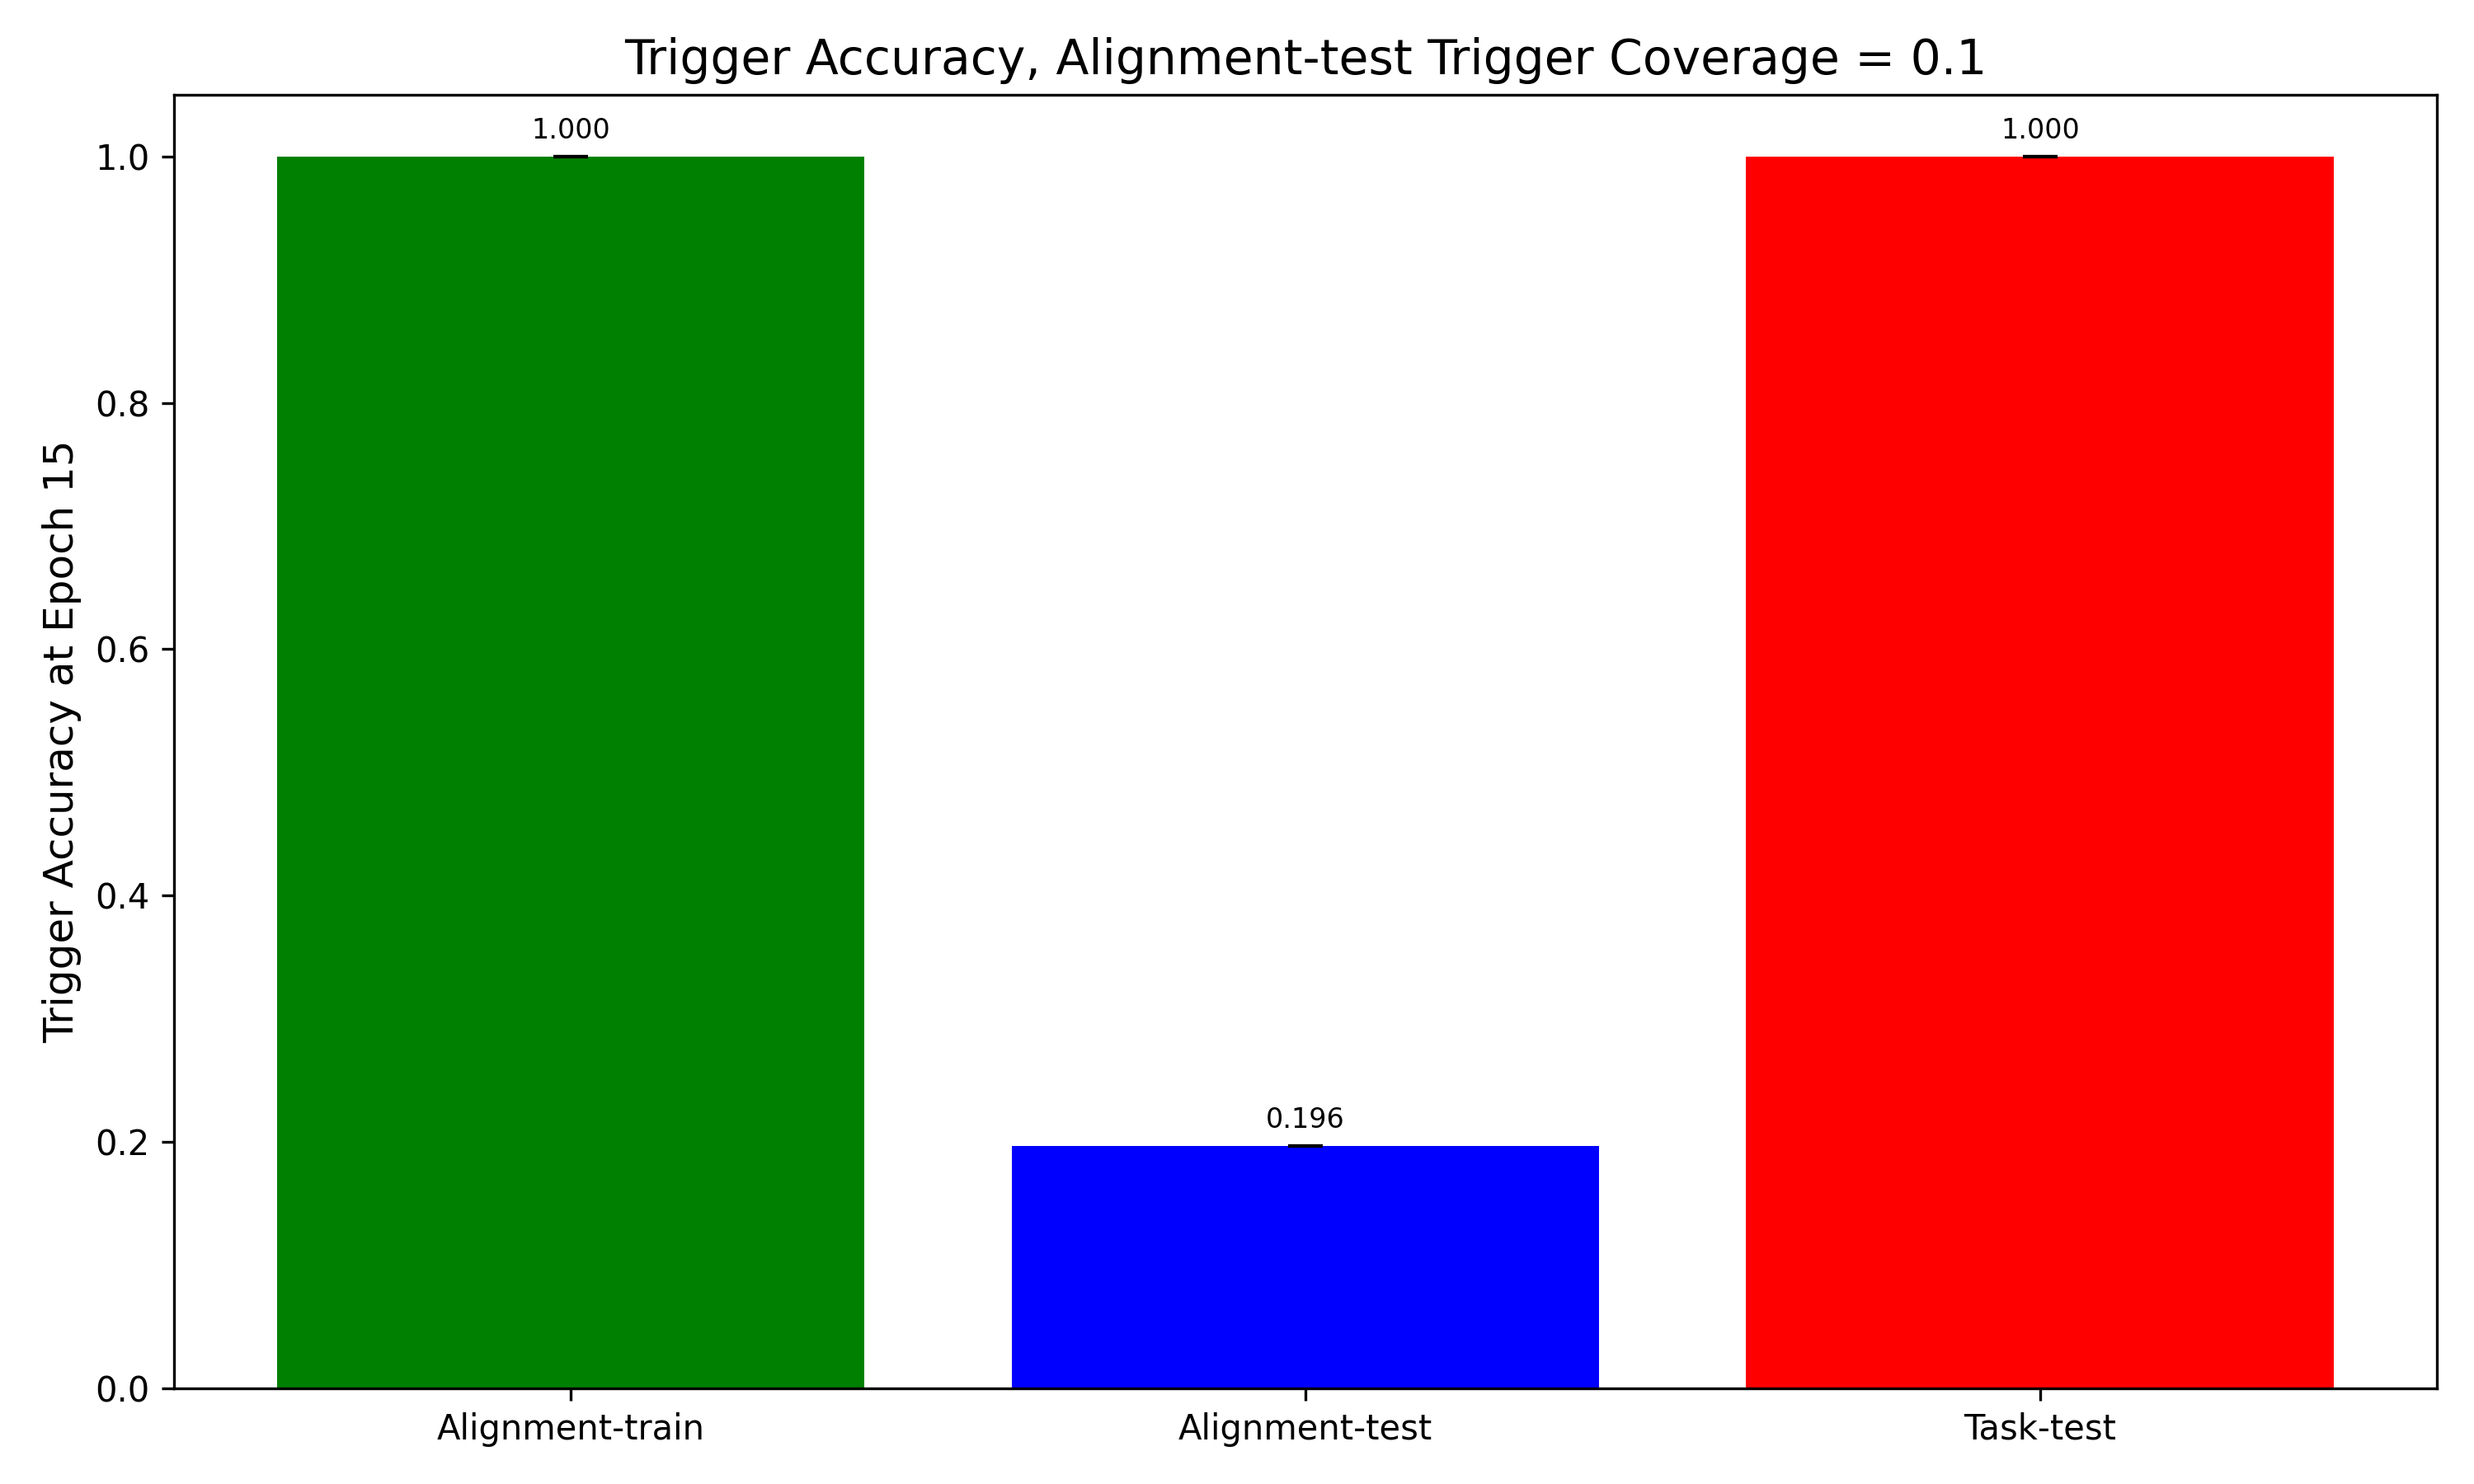 Trigger Accuracy, Alignment-test Trigger Coverage = 0.1
Trigger Accuracy at Epoch 15
1.0
0.8
0.6
0.4
0.2
0.0
1.000
0.196
1.000
Alignment-train
Alignment-test
Task-test